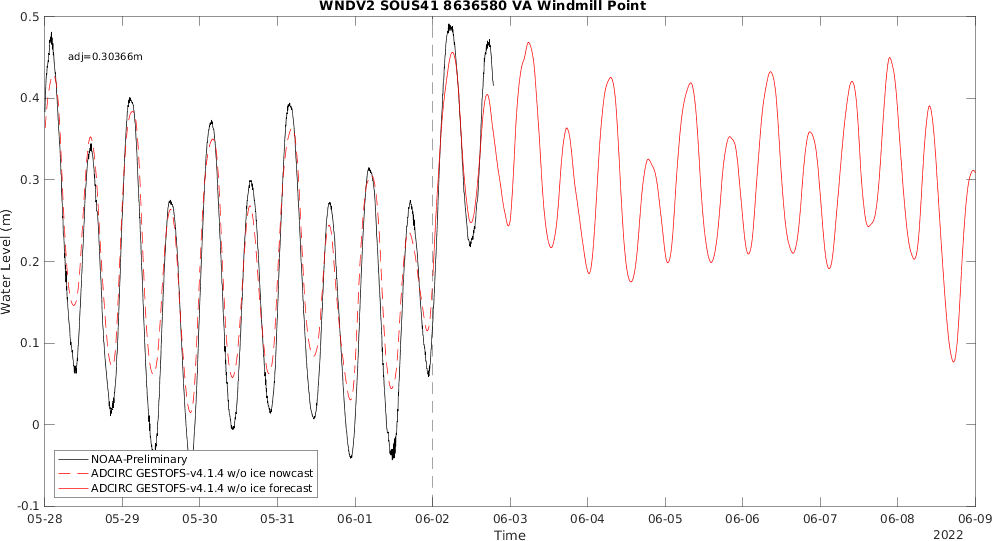 WNDV2 SOUS41 8636580 VA Windmill Point
adj=0.30366m
Water Level (m)
0.5
0.4
0.3
0.2
0.1
0
-0.1
NOAA-Preliminary
ADCIRC GESTOFS-v4.1.4 w/o ice nowcast
ADCIRC GESTOFS-v4.1.4 w/o ice forecast
05-28 05-29 05-30 05-31 06-01 06-02 06-03 06-04 06-05 06-06 06-07 06-08 06-09
Time
2022